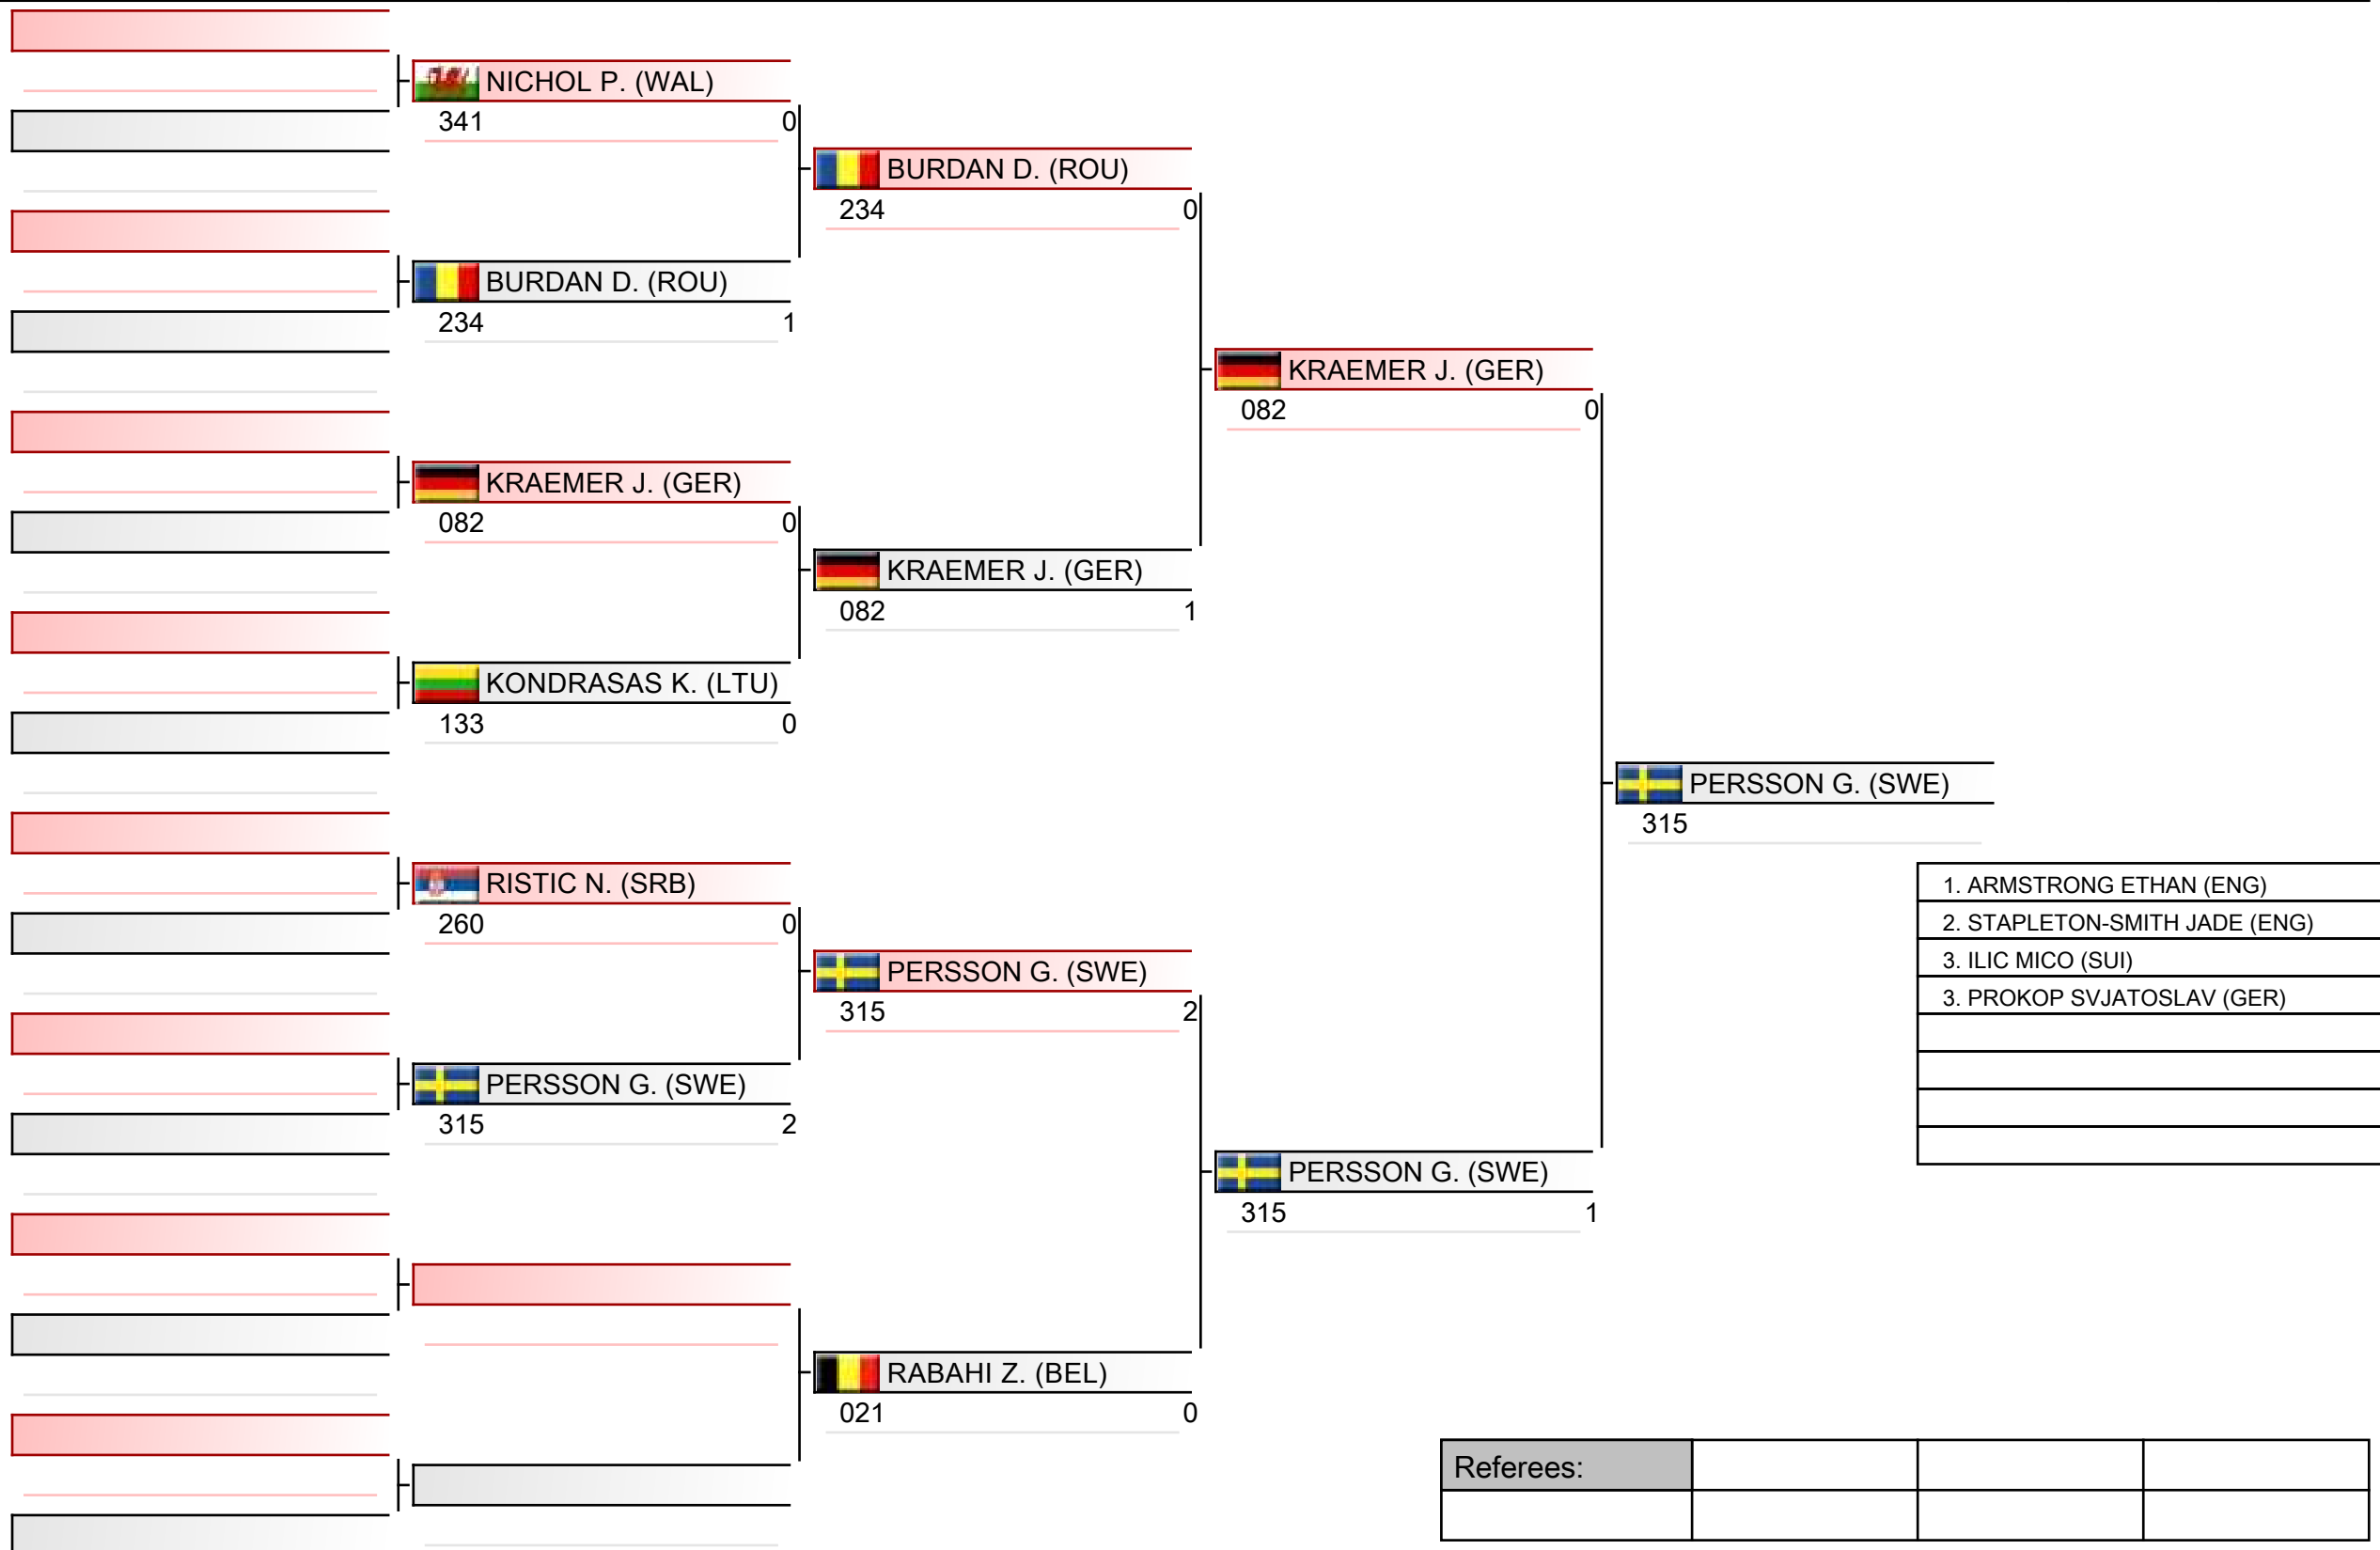 NICHOL P. (WAL)
341 0
BURDAN D. (ROU)
234 0
BURDAN D. (ROU)
234 1
KRAEMER J. (GER)
082 0
KRAEMER J. (GER)
082 0
KRAEMER J. (GER)
082 1
KONDRASAS K. (LTU)
133 0
PERSSON G. (SWE)
315
RISTIC N. (SRB)
260 0
PERSSON G. (SWE)
315 2
PERSSON G. (SWE)
315 2
PERSSON G. (SWE)
315 1
RABAHI Z. (BEL)
021 0
1. ARMSTRONG ETHAN (ENG)
2. STAPLETON-SMITH JADE (ENG)
3. ILIC MICO (SUI)
3. PROKOP SVJATOSLAV (GER)
Referees: